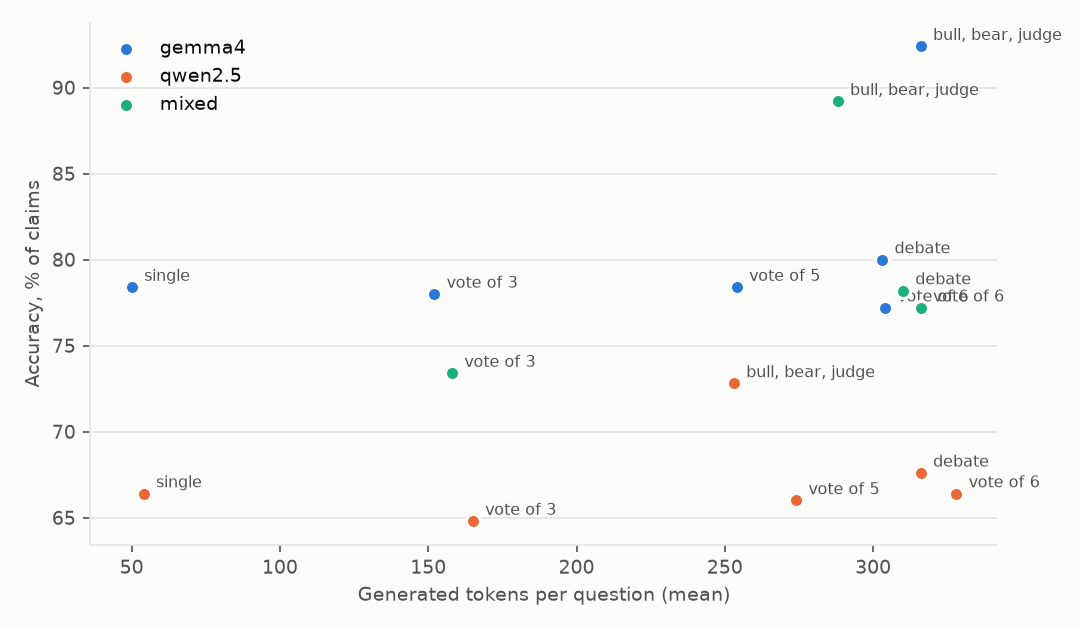 bull, bear, judge
gemma4
qwen2.5
mixed
90
bull, bear, judge
85
80
debate
single
vote of 3
vote of 5
debate
vote of 6
vote of 6
75
vote of 3
bull, bear, judge
70
debate
single
vote of 5
vote of 6
65
vote of 3
50
100
150
200
250
300
Accuracy, % of claims
Generated tokens per question (mean)